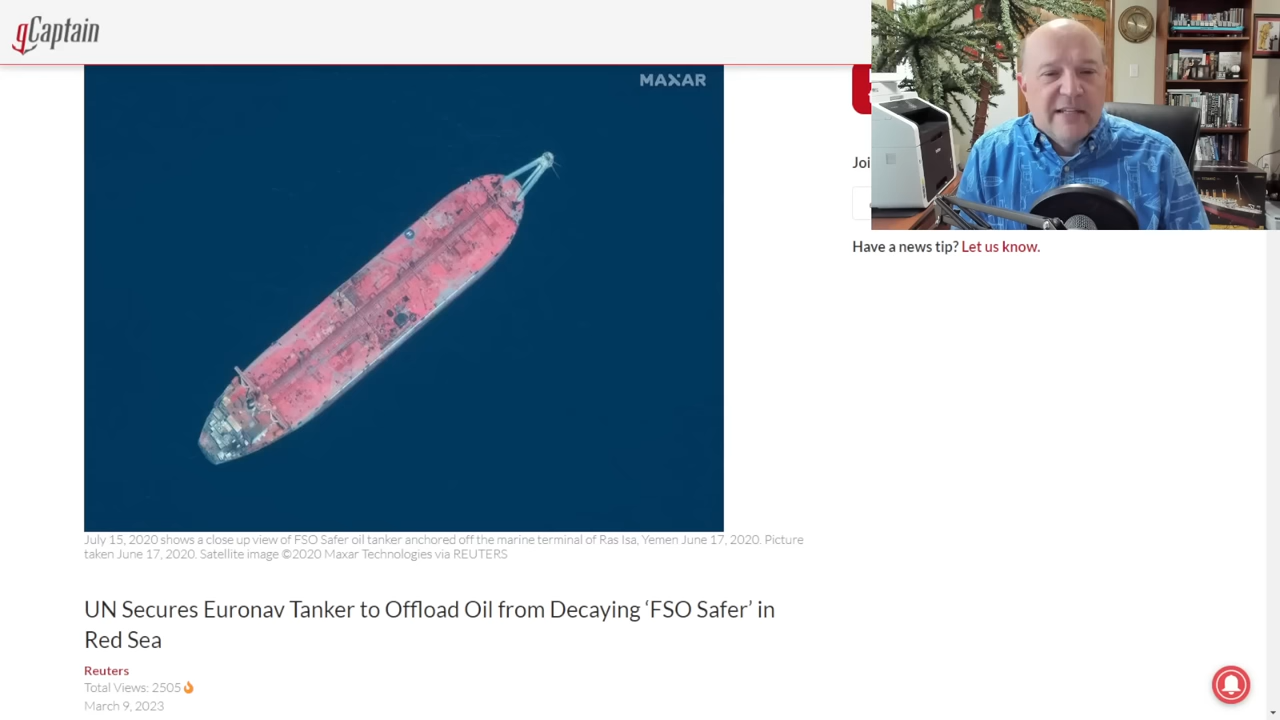 gCaptain
MAXAR
Joi
Have a news tip? Let us know.
July 15, 2020 shows a close up view of FSO Safer oil tanker anchored off the marine terminal of Ras Isa, Yemen June 17, 2020. Picture
taken June 17, 2020. Satellite image ©2020 Maxar Technologies via REUTERS
UN Secures Euronav Tanker to Offload Oil from Decaying ‘FSO Safer’ in
Red Sea
Reuters
Total Views: 2505
March 9, 2023